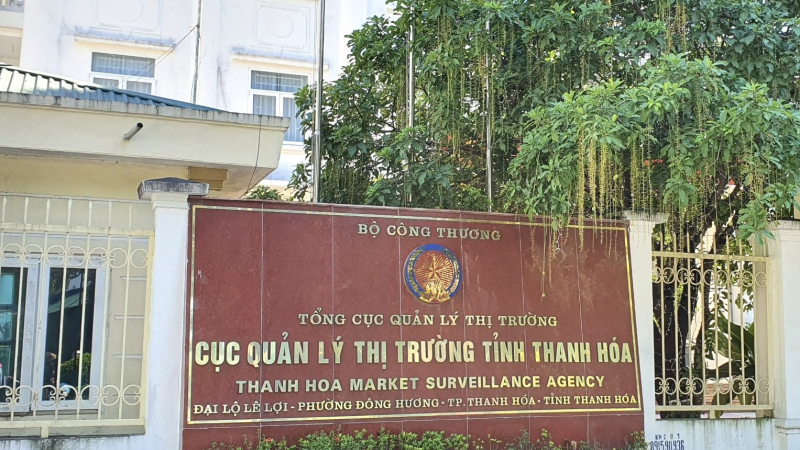 BỘ CÔNG THƯƠNG
TỔNG CỤC QUẢN LÝ THỊ TRƯỜNG
CỤC QUẢN LÝ THỊ TRƯỜNG TỈNH THANH HÓA
THANH HOA MARKET SURVEILLANCE AGENCY
ĐẠI LỘ LÊ LỢI - PHƯỜNG ĐÔNG HƯƠNG - TP. THANH HÓA - TỈNH THANH HÓA